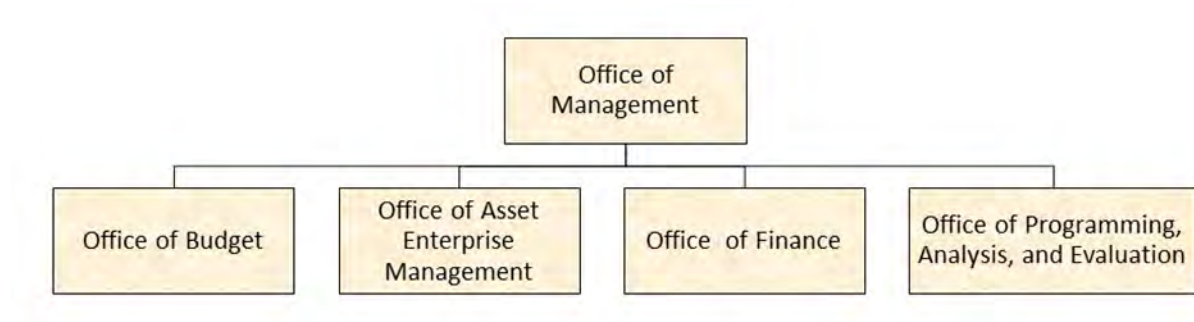 Office of
Management
Office of Budget
Office of Asset
Enterprise
Management
Office of Finance
Office of Programming,
Analysis, and Evaluation